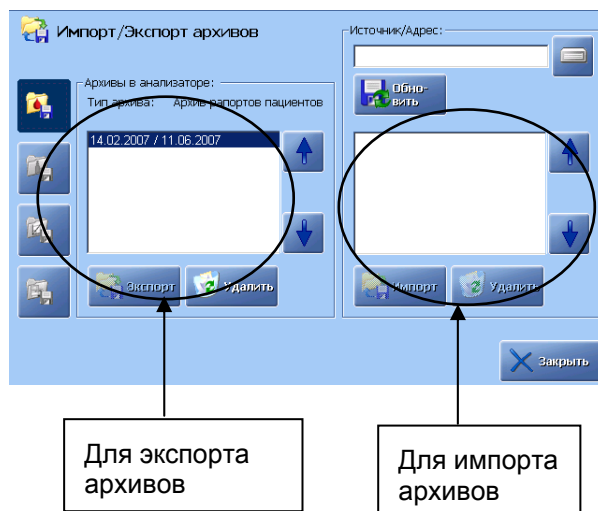 Импорт/Экспорт архивов
Источник/Адрес:
Архивы в анализаторе:
Тип архива: Архив рапортов пациентов
Обно-
вить
14.02.2007 / 11.06.2007
Экспорт
Удалить
Импорт
Удалить
Закрыть
Для экспорта
архивов
Для импорта
архивов